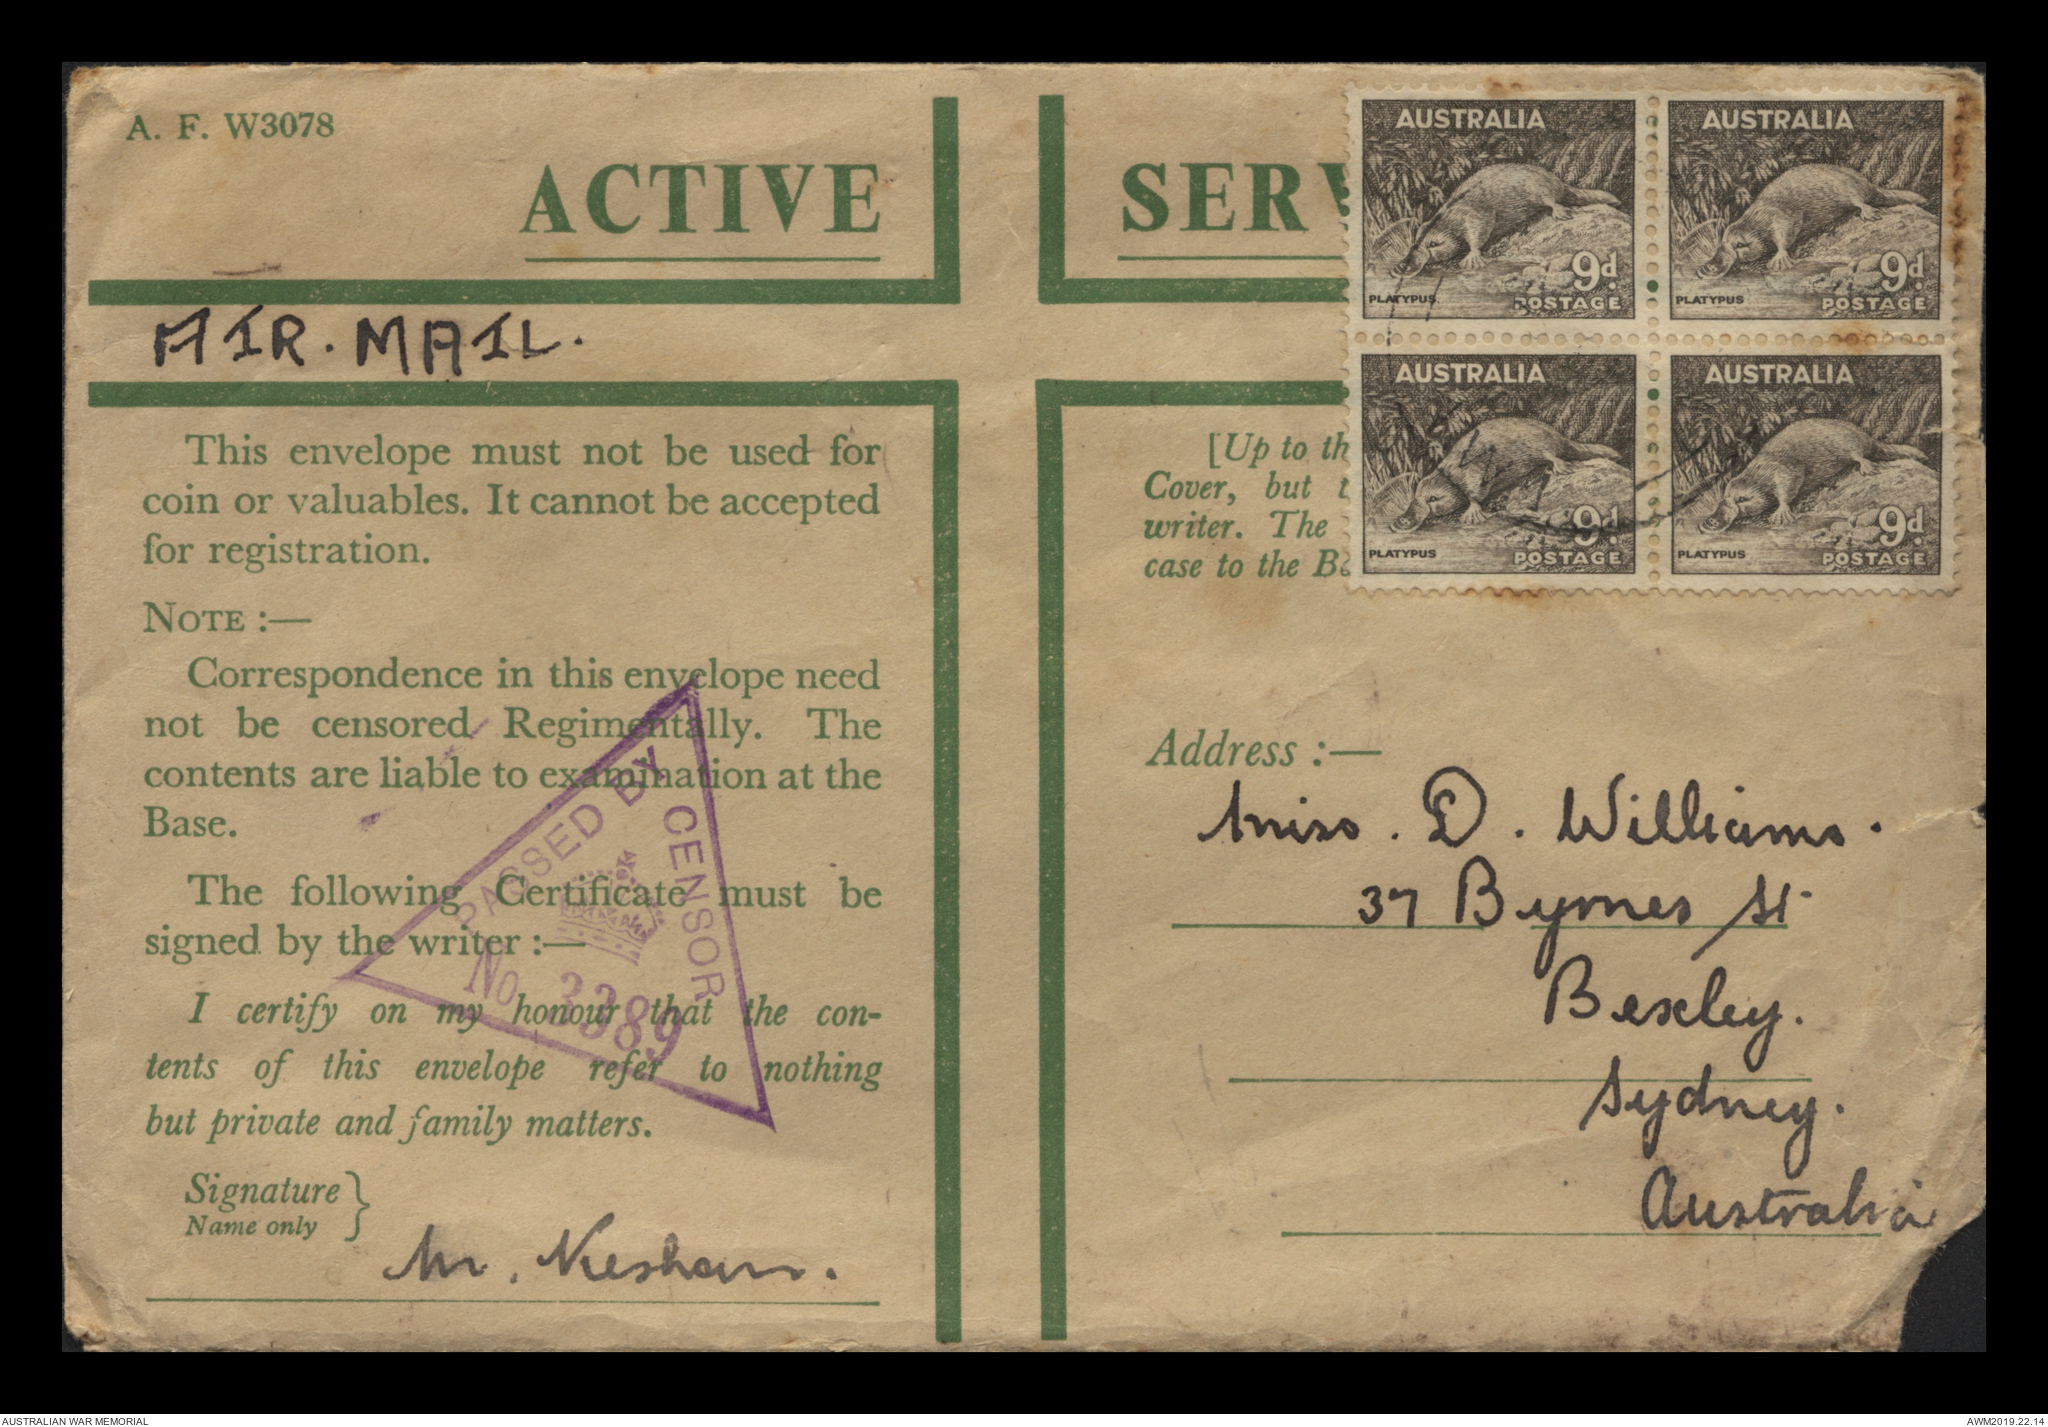 A. F. W3078
ACTIVE SERV
AIR. MAIL.
This envelope must not be used for
coin or valuables. It cannot be accepted
for registration.
NOTE :—
Correspondence in this envelope need
not be censored Regimentally. The
contents are liable to examination at the
Base.
The following Certificate must be
signed by the writer :—
I certify on my honour that the con-
tents of this envelope refer to nothing
but private and family matters.
Signature
Name only
PASSED BY
CENSOR
No 3389
AUSTRALIA
PLATYPUS
9d.
POSTAGE
AUSTRALIA
PLATYPUS
9d.
POSTAGE
AUSTRALIA
PLATYPUS
9d.
POSTAGE
AUSTRALIA
PLATYPUS
9d.
POSTAGE
[Up to th
Cover, but t
writer. The
case to the Ba
Address :—
Miss. D. Williams.
37 Byrnes St
Bexley.
Sydney.
Australia
AUSTRALIAN WAR MEMORIAL
AWM2019.22.14